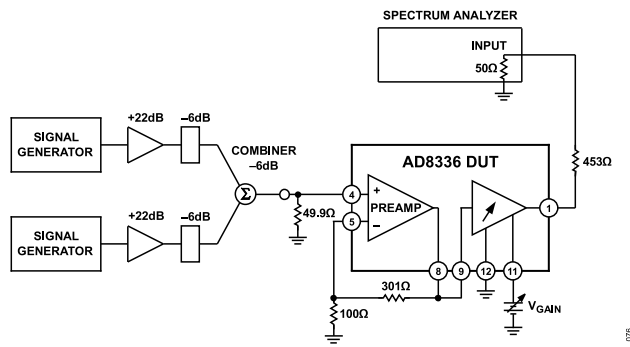 SPECTRUM ANALYZER
INPUT
50Ω
+22dB
–6dB
SIGNAL
GENERATOR
COMBINER
–6dB
Σ
49.9Ω
AD8336 DUT
453Ω
4
+
PREAMP
5
–
1
+22dB
–6dB
SIGNAL
GENERATOR
8
9
12
11
301Ω
100Ω
VGAIN
076